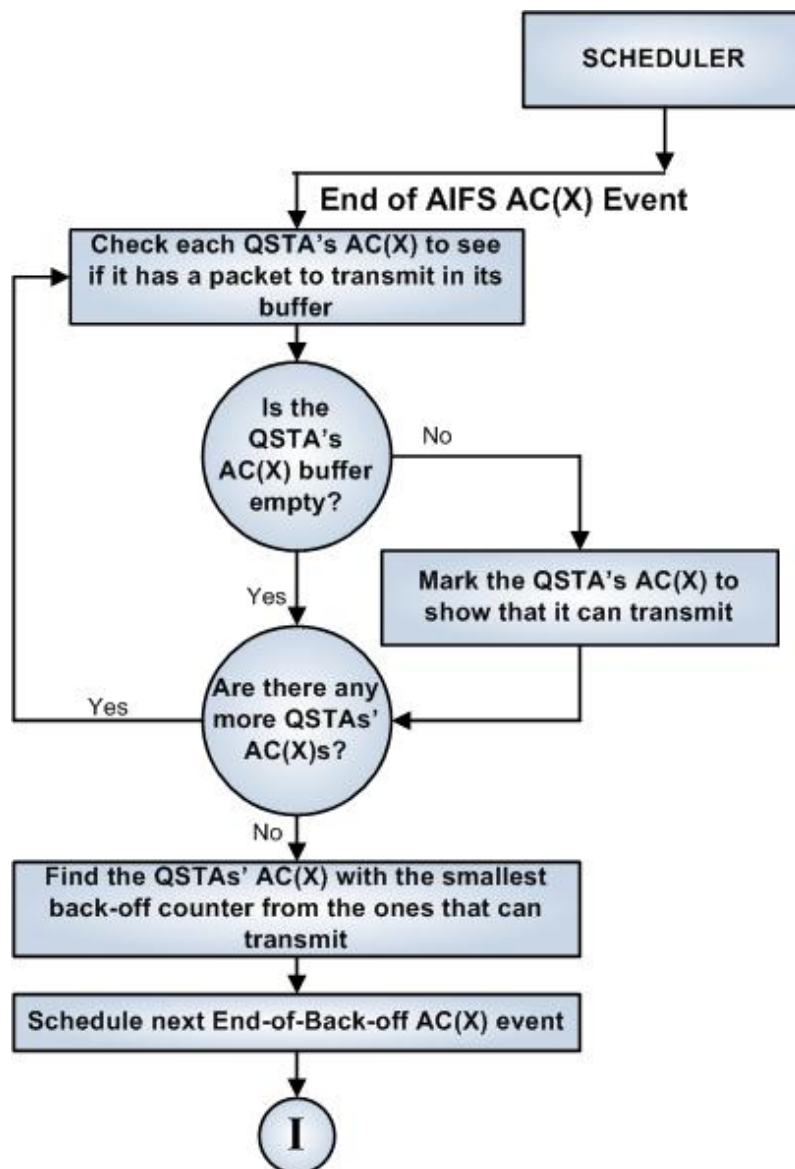 SCHEDULER
End of AIFS AC(X) Event
Check each QSTA's AC(X) to see
if it has a packet to transmit in its
buffer
Is the
QSTA's
AC(X) buffer
empty?
No
Mark the QSTA's AC(X) to
show that it can transmit
Yes
Are there any
more QSTAs'
AC(X)s?
Yes
No
Find the QSTAs' AC(X) with the smallest
back-off counter from the ones that can
transmit
Schedule next End-of-Back-off AC(X) event
I